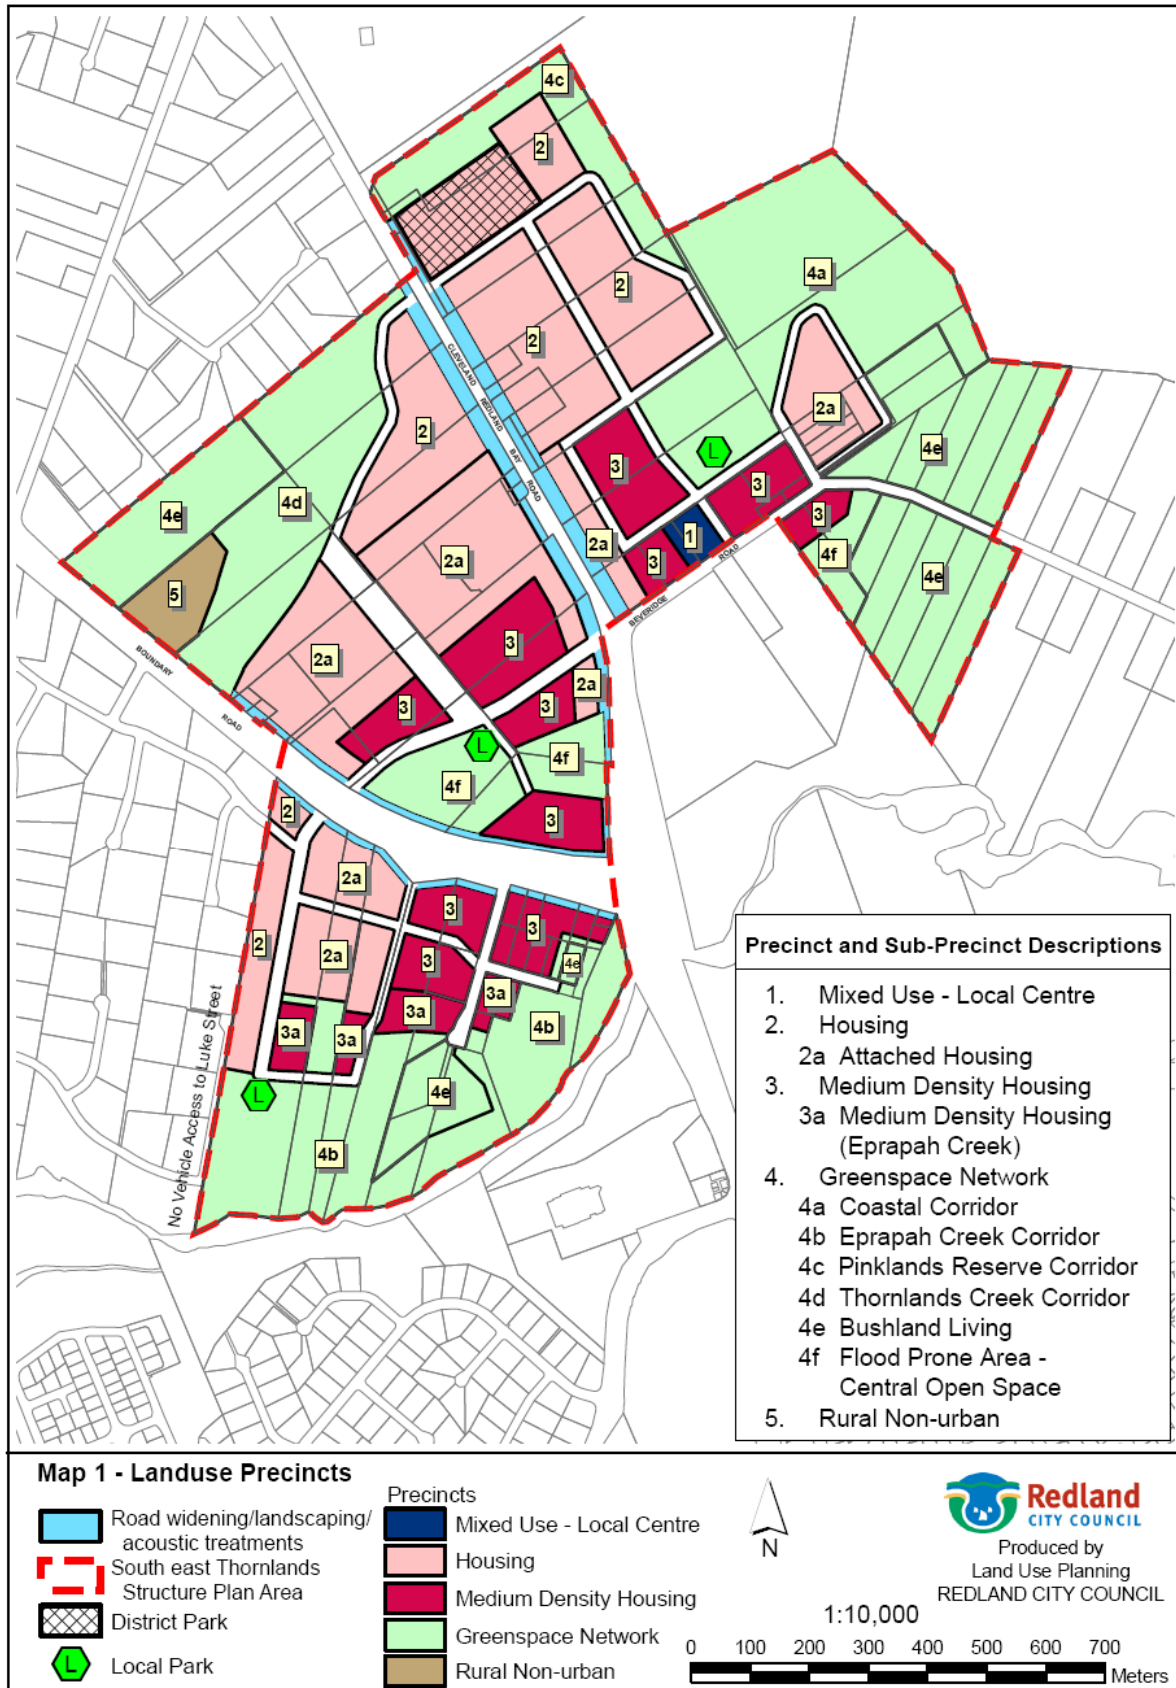 4c
2
4a
2
2
2a
2
4e
3
4e
4d
3
1
3
3
4f
2a
3
4e
2a
5
CLEVELAND REDLAND BAY ROAD
BEVERIDGE ROAD
3
2a
2a
3
3
L
L
4f
4f
3
BOUNDARY ROAD
2
2a
3
3
2
2a
3
4e
3a
3a
3a
3a
4b
L
4e
4b
No Vehicle Access to Luke Street
Precinct and Sub-Precinct Descriptions
1. Mixed Use - Local Centre
2. Housing
2a Attached Housing
3. Medium Density Housing
3a Medium Density Housing
(Eprapah Creek)
4. Greenspace Network
4a Coastal Corridor
4b Eprapah Creek Corridor
4c Pinklands Reserve Corridor
4d Thornlands Creek Corridor
4e Bushland Living
4f Flood Prone Area -
Central Open Space
5. Rural Non-urban
Map 1 - Landuse Precincts
Road widening/landscaping/
acoustic treatments
South east Thornlands
Structure Plan Area
District Park
L Local Park
Precincts
Mixed Use - Local Centre
Housing
Medium Density Housing
Greenspace Network
Rural Non-urban
N
1:10,000
0 100 200 300 400 500 600 700
Meters
Redland
CITY COUNCIL
Produced by
Land Use Planning
REDLAND CITY COUNCIL